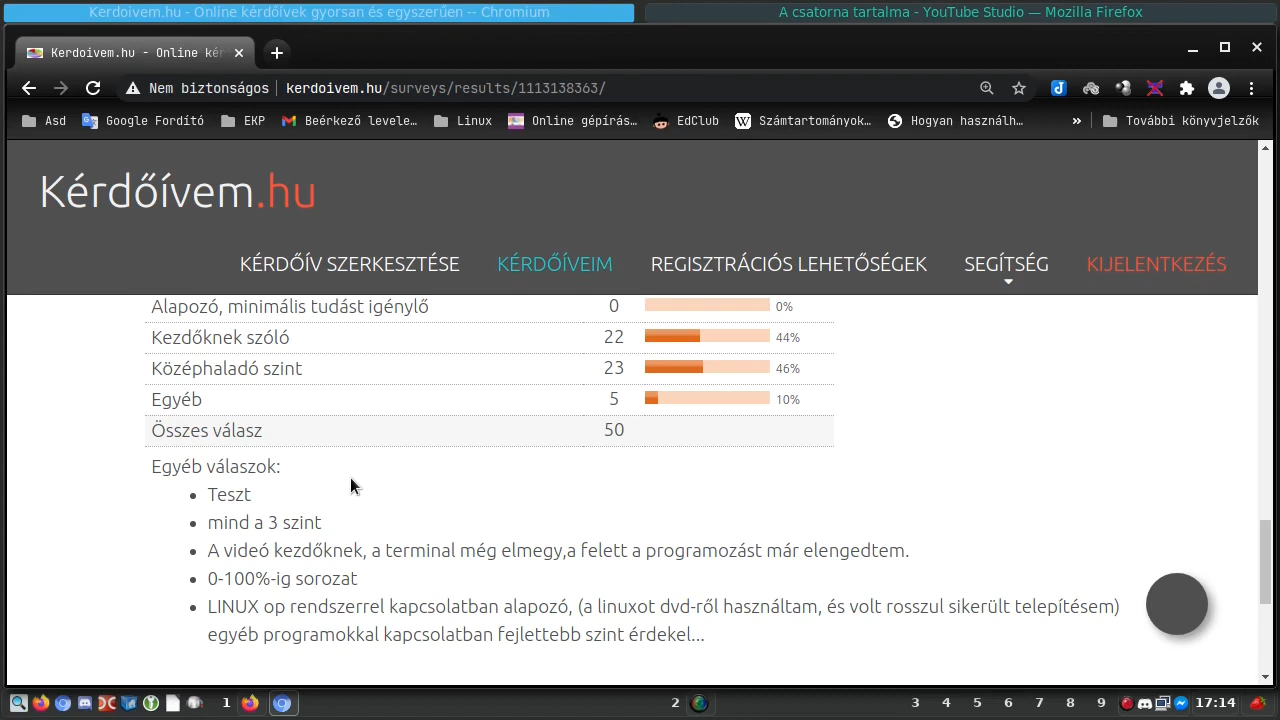 Kerdoivem.hu - Online kérdőívek gyorsan és egyszerűen -- Chromium
A csatorna tartalma - YouTube Studio — Mozilla Firefox
Kerdoivem.hu - Online kér
Nem biztonságos
kerdoivem.hu/surveys/results/1113138363/
Asd
Google Fordító
EKP
Beérkező levele…
Linux
Online gépírás…
EdClub
Számtartományok…
Hogyan használh…
»
További könyvjelzők
Kérdőívem.hu
KÉRDŐÍV SZERKESZTÉSE
KÉRDŐÍVEIM
REGISZTRÁCIÓS LEHETŐSÉGEK
SEGÍTSÉG
KIJELENTKEZÉS
Alapozó, minimális tudást igénylő 0 0%
Kezdőknek szóló 22 44%
Középhaladó szint 23 46%
Egyéb 5 10%
Összes válasz 50
Egyéb válaszok:
• Teszt
• mind a 3 szint
• A videó kezdőknek, a terminal még elmegy,a felett a programozást már elengedtem.
• 0-100%-ig sorozat
• LINUX op rendszerrel kapcsolatban alapozó, (a linuxot dvd-ről használtam, és volt rosszul sikerült telepítésem)
egyéb programokkal kapcsolatban fejlettebb szint érdekel...
1 2 3 4 5 6 7 8 9 17:14